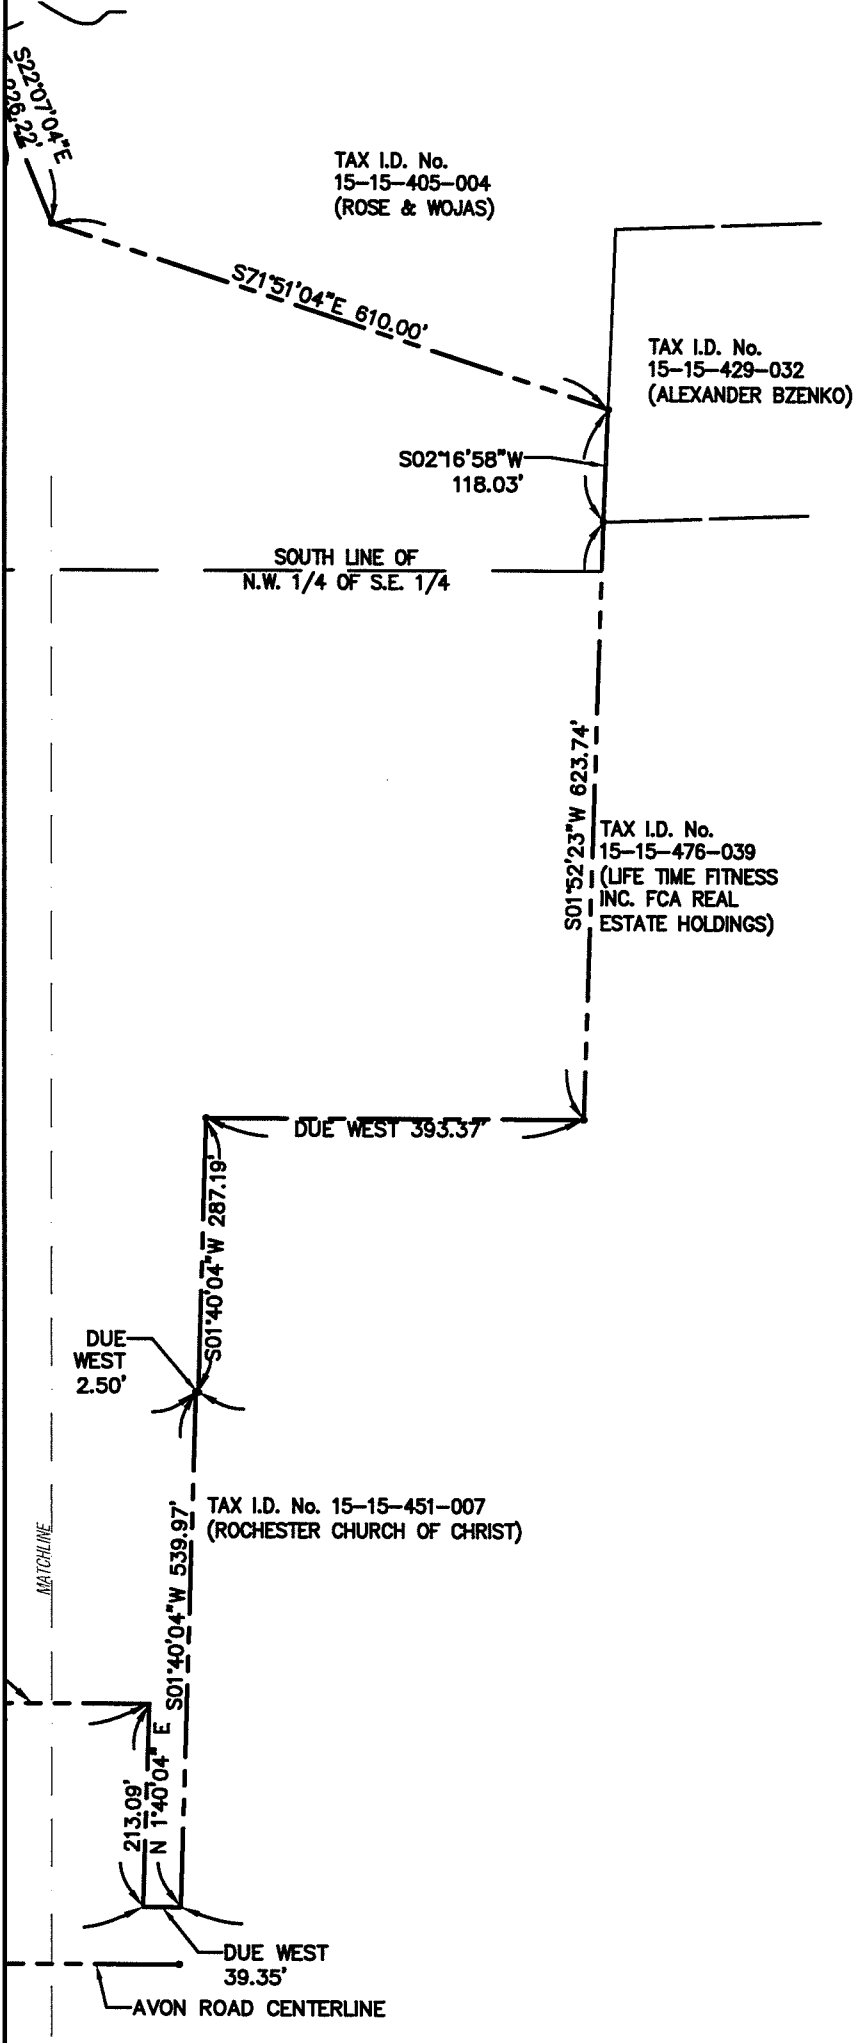 S22°07'04"E
226.22'
TAX I.D. No.
15-15-405-004
(ROSE & WOJAS)
S71°51'04"E 610.00'
TAX I.D. No.
15-15-429-032
(ALEXANDER BZENKO)
S02°16'58"W
118.03'
SOUTH LINE OF
N.W. 1/4 OF S.E. 1/4
S01°52'23"W 623.74'
TAX I.D. No.
15-15-476-039
(LIFE TIME FITNESS
INC. FCA REAL
ESTATE HOLDINGS)
DUE WEST 393.37'
S01°40'04"W 287.19'
DUE
WEST
2.50'
TAX I.D. No. 15-15-451-007
(ROCHESTER CHURCH OF CHRIST)
S01°40'04"W 539.97'
MATCHLINE
213.09'
N 1°40'04" E
DUE WEST
39.35'
AVON ROAD CENTERLINE